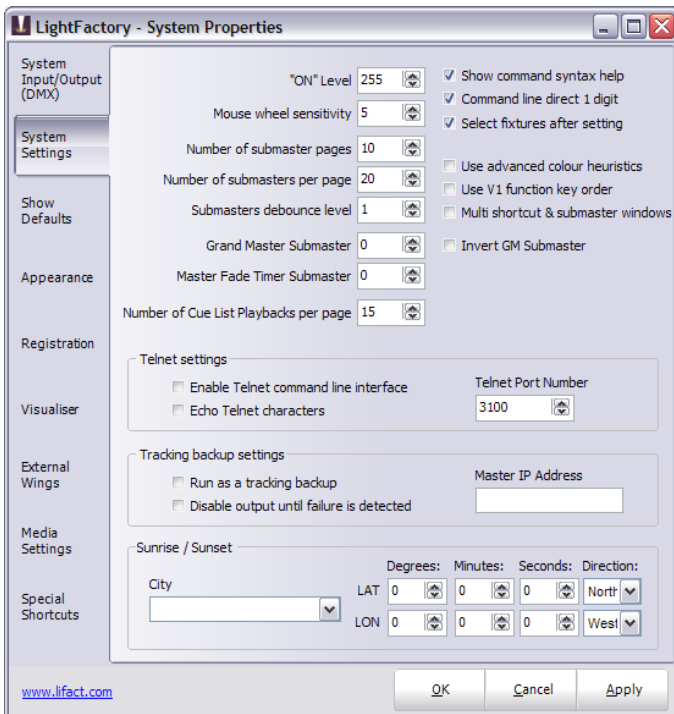 LightFactory - System Properties
System Input/Output (DMX)
System Settings
Show Defaults
Appearance
Registration
Visualiser
External Wings
Media Settings
Special Shortcuts
"ON" Level 255
Mouse wheel sensitivity 5
Number of submaster pages 10
Number of submasters per page 20
Submasters debounce level 1
Grand Master Submaster 0
Master Fade Timer Submaster 0
Number of Cue List Playbacks per page 15
Show command syntax help
Command line direct 1 digit
Select fixtures after setting
Use advanced colour heuristics
Use V1 function key order
Multi shortcut & submaster windows
Invert GM Submaster
Telnet settings
Enable Telnet command line interface
Echo Telnet characters
Telnet Port Number
3100
Tracking backup settings
Run as a tracking backup
Disable output until failure is detected
Master IP Address
Sunrise / Sunset
City
Degrees: Minutes: Seconds: Direction:
LAT 0 0 0 North
LON 0 0 0 West
www.lifact.com
OK Cancel Apply